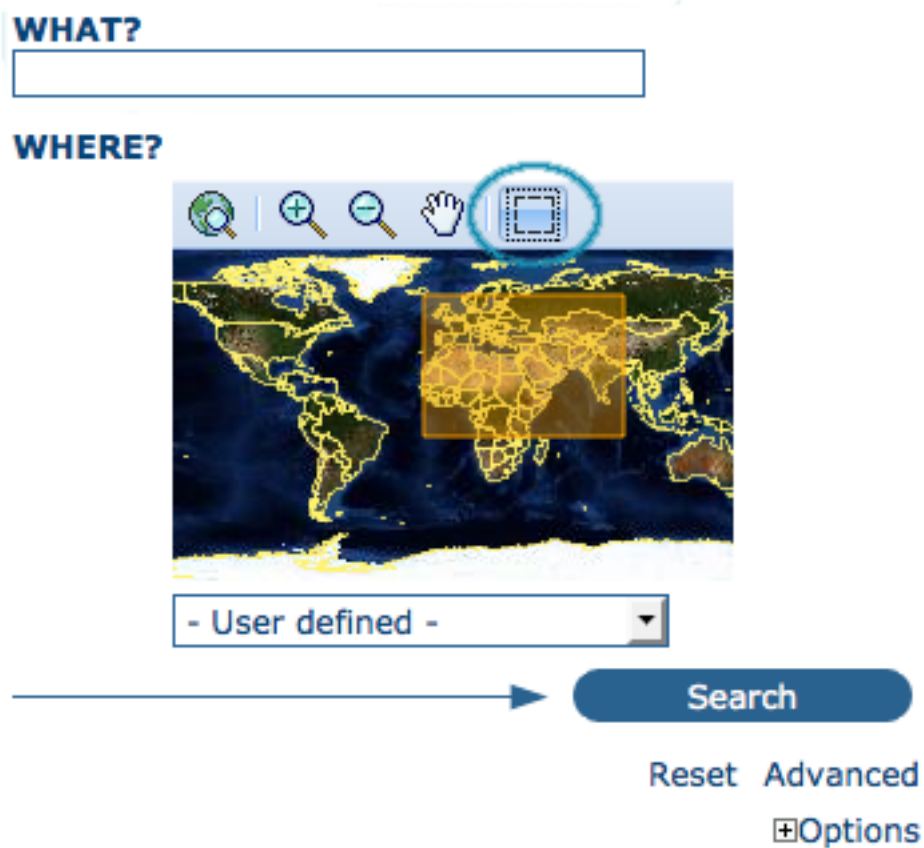 WHAT?
WHERE?
- User defined -
Search
Reset Advanced
Options